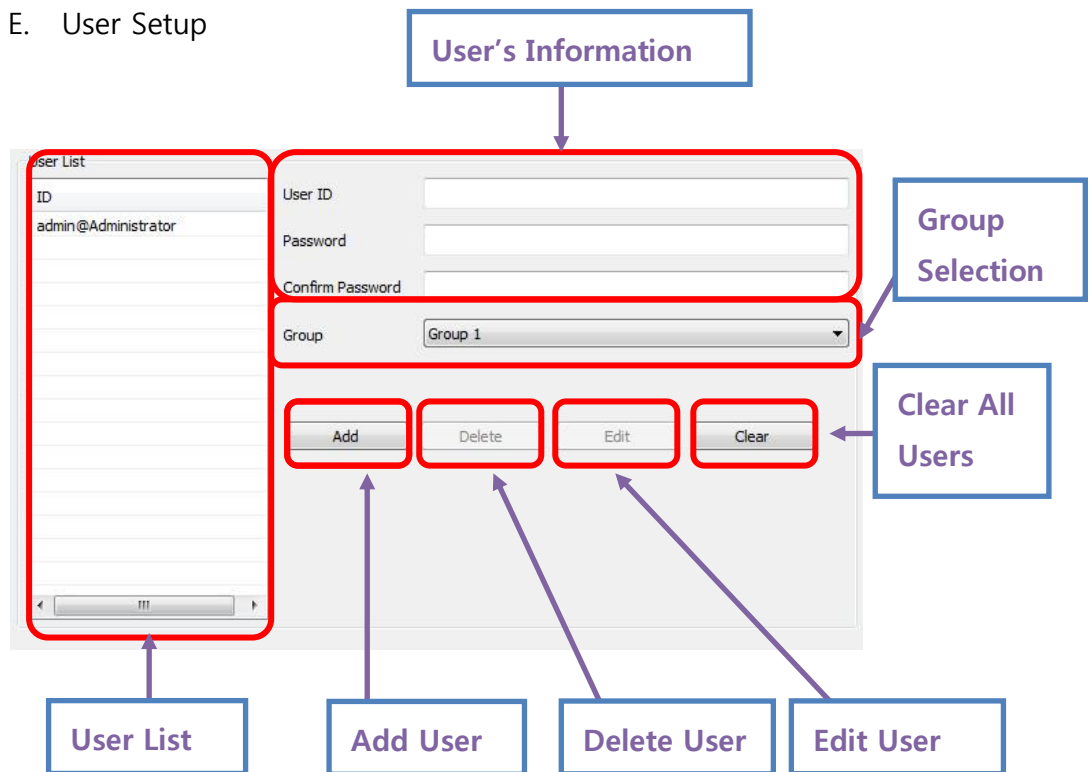 E. User Setup
User's Information
User List
ID
admin@Administrator
User ID
Password
Confirm Password
Group
Group 1
Group
Selection
Add
Delete
Edit
Clear
Clear All
Users
User List
Add User
Delete User
Edit User